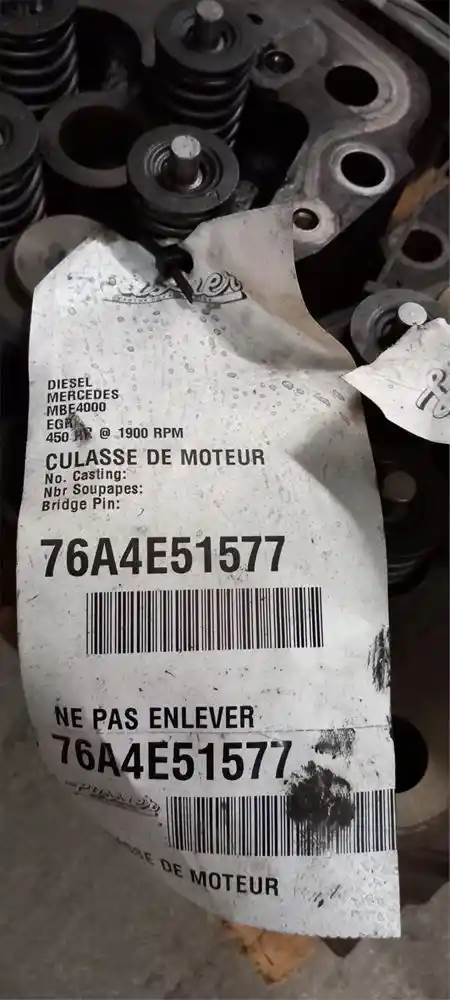 DIESEL
MERCEDES
MBE4000
EGR
450 HP @ 1900 RPM
CULASSE DE MOTEUR
No. Casting:
Nbr Soupapes:
Bridge Pin:
76A4E51577
NE PAS ENLEVER
76A4E51577
DE MOTEUR